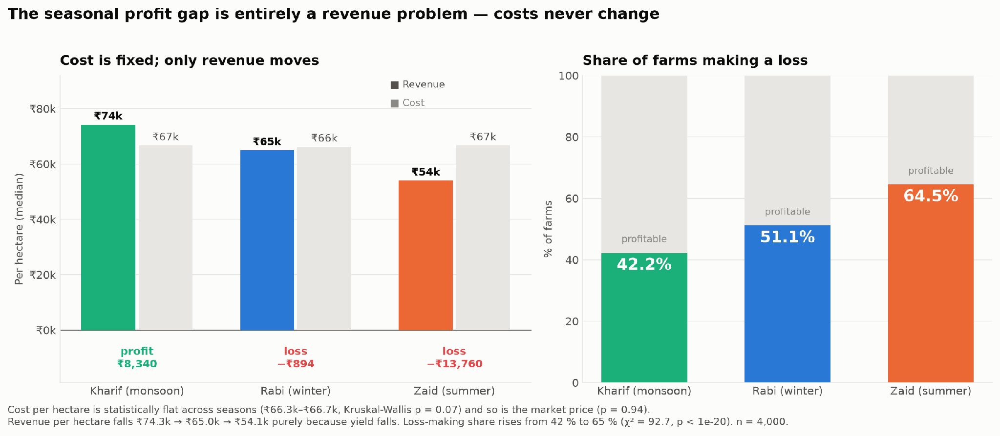 The seasonal profit gap is entirely a revenue problem — costs never change
Cost is fixed; only revenue moves
Revenue
Cost
Per hectare (median)
₹80k
₹60k
₹40k
₹20k
₹0k
₹74k
₹67k
₹65k
₹66k
₹54k
₹67k
profit
₹8,340
loss
−₹894
loss
−₹13,760
Kharif (monsoon)
Rabi (winter)
Zaid (summer)
Share of farms making a loss
% of farms
100
80
60
40
20
0
profitable
42.2%
profitable
51.1%
profitable
64.5%
Kharif (monsoon)
Rabi (winter)
Zaid (summer)
Cost per hectare is statistically flat across seasons (₹66.3k–₹66.7k, Kruskal-Wallis p = 0.07) and so is the market price (p = 0.94).
Revenue per hectare falls ₹74.3k → ₹65.0k → ₹54.1k purely because yield falls. Loss-making share rises from 42 % to 65 % (χ² = 92.7, p < 1e-20). n = 4,000.